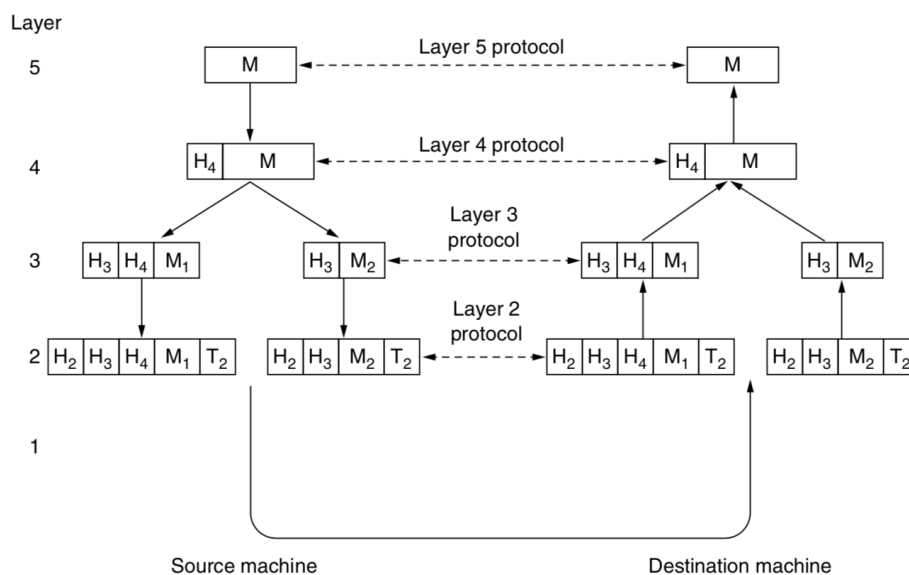 Layer
5 M Layer 5 protocol M
4 H4 M Layer 4 protocol H4 M
3 H3 H4 M1 H3 M2 Layer 3 protocol H3 H4 M1 H3 M2
2 H2 H3 H4 M1 T2 H2 H3 M2 T2 Layer 2 protocol H2 H3 H4 M1 T2 H2 H3 M2 T2
1
Source machine Destination machine